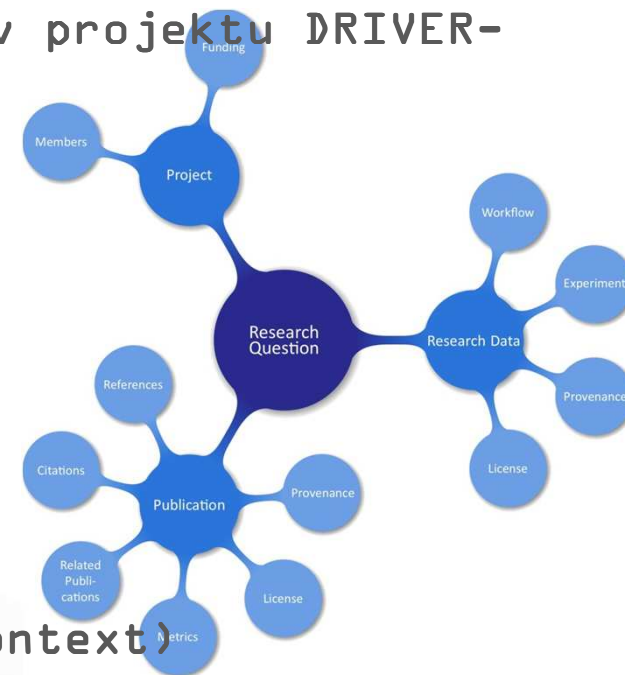 v projektu DRIVER-
Funding
Members
Project
Workflow
Experiment
Research
Question
Research Data
References
Provenance
Citations
Publication
Provenance
License
Related
Publi-
cations
License
Metrics
ontext)